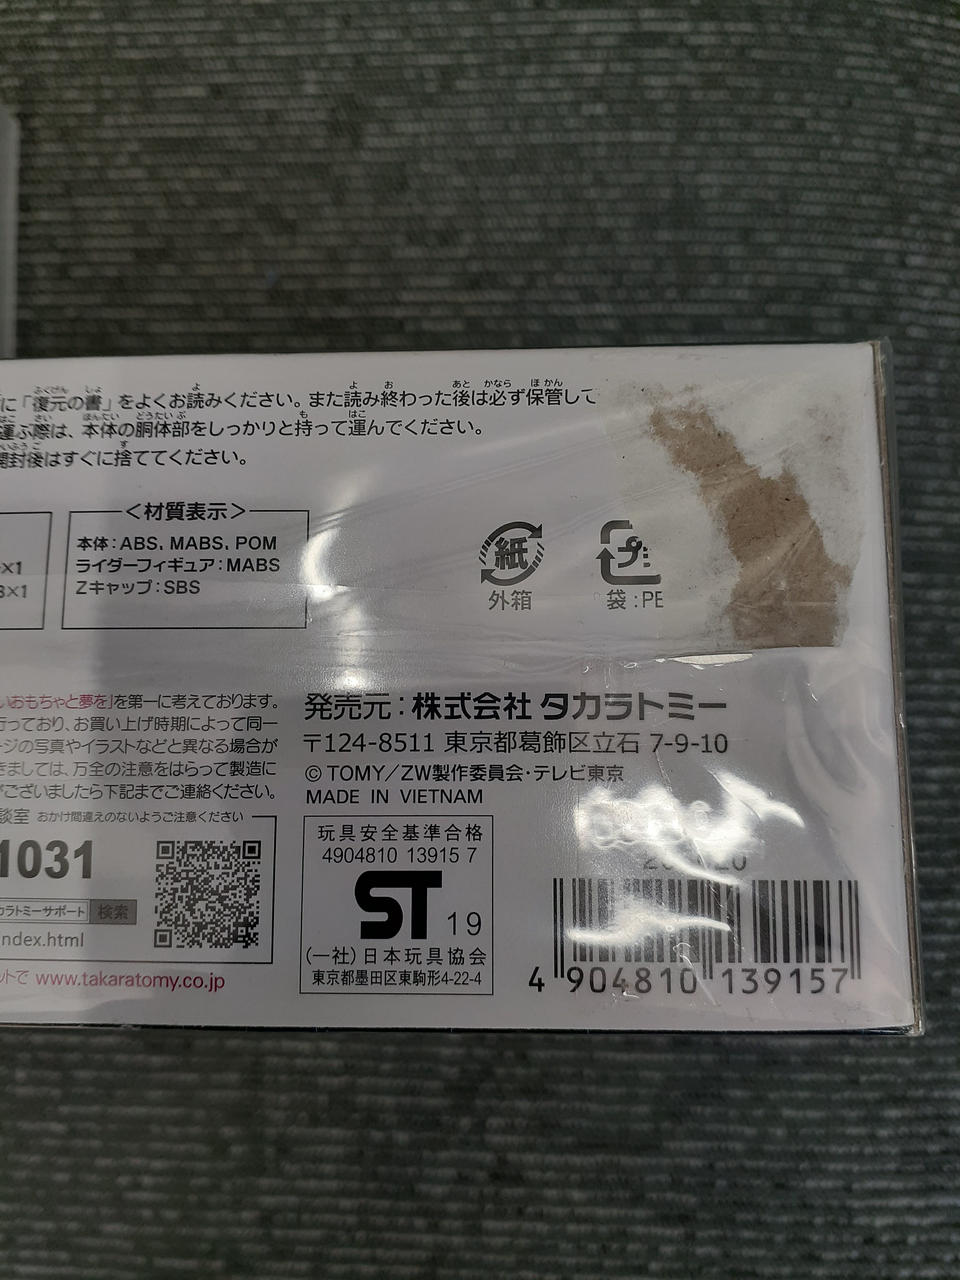 に「復元の書」をよくお読みください。また読み終わった後は必ず保管して
運ぶ際は、本体の胴体部をしっかりと持って運んでください。
開封後はすぐに捨ててください。
<材質表示>
本体：ABS, MABS, POM
ライダーフィギュア：MABS
Zキャップ：SBS
×1
×1
紙
外箱
プラ
袋：PE
いおもちゃと夢を」を第一に考えております。
行っており、お買い上げ時期によって同一
ージの写真やイラストなどと異なる場合が
きましては、万全の注意をはらって製造に
がございましたら下記までご連絡ください。
談室 おかけ間違えのないようご注意ください
1031
カラトミーサポート 検索
ndex.html
ットで www.takaratomy.co.jp
発売元：株式会社 タカラトミー
〒124-8511 東京都葛飾区立石 7-9-10
© TOMY/ZW製作委員会・テレビ東京
MADE IN VIETNAM
玩具安全基準合格
4904810 13915 7
ST 19
(一社)日本玩具協会
東京都墨田区東駒形4-22-4
4 904810 139157